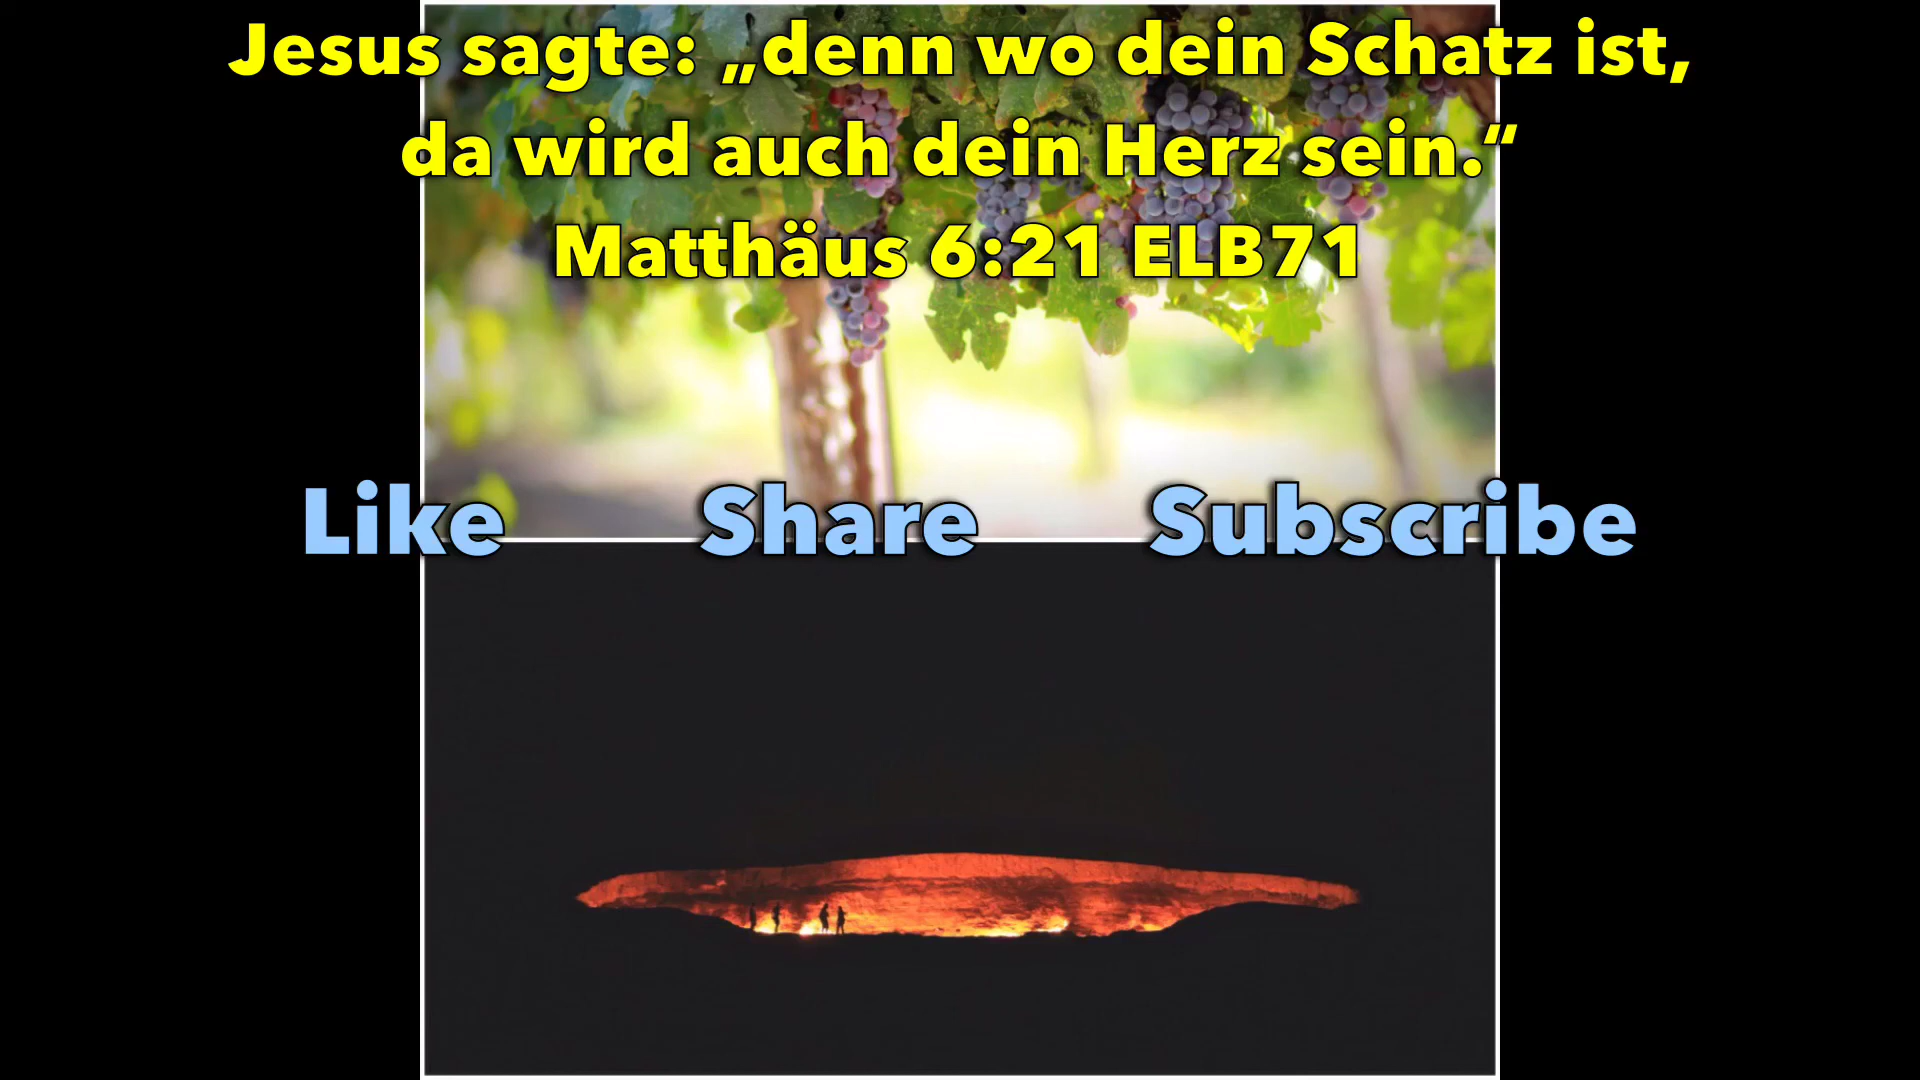 Jesus sagte: „denn wo dein Schatz ist,
da wird auch dein Herz sein.“
Matthäus 6:21 ELB71
Like Share Subscribe